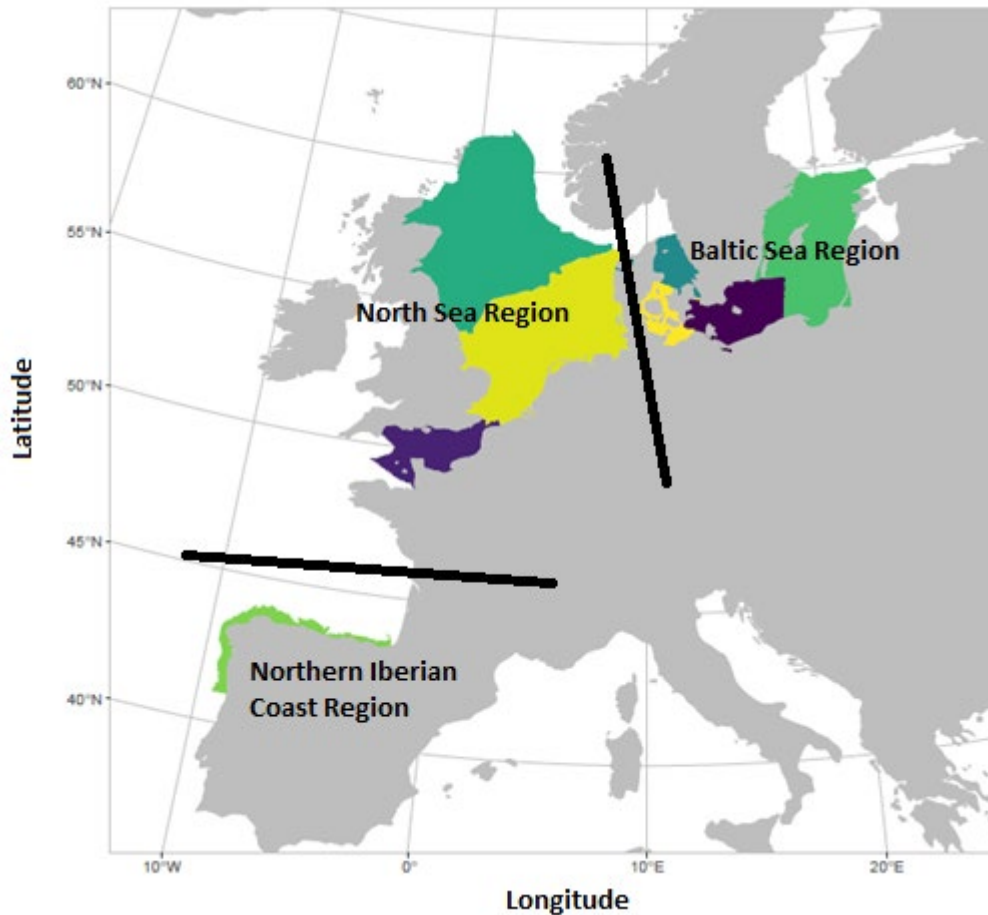 60°N
55°N
50°N
45°N
40°N
Latitude
Baltic Sea Region
North Sea Region
Northern Iberian
Coast Region
10°W
0°
10°E
20°E
Longitude